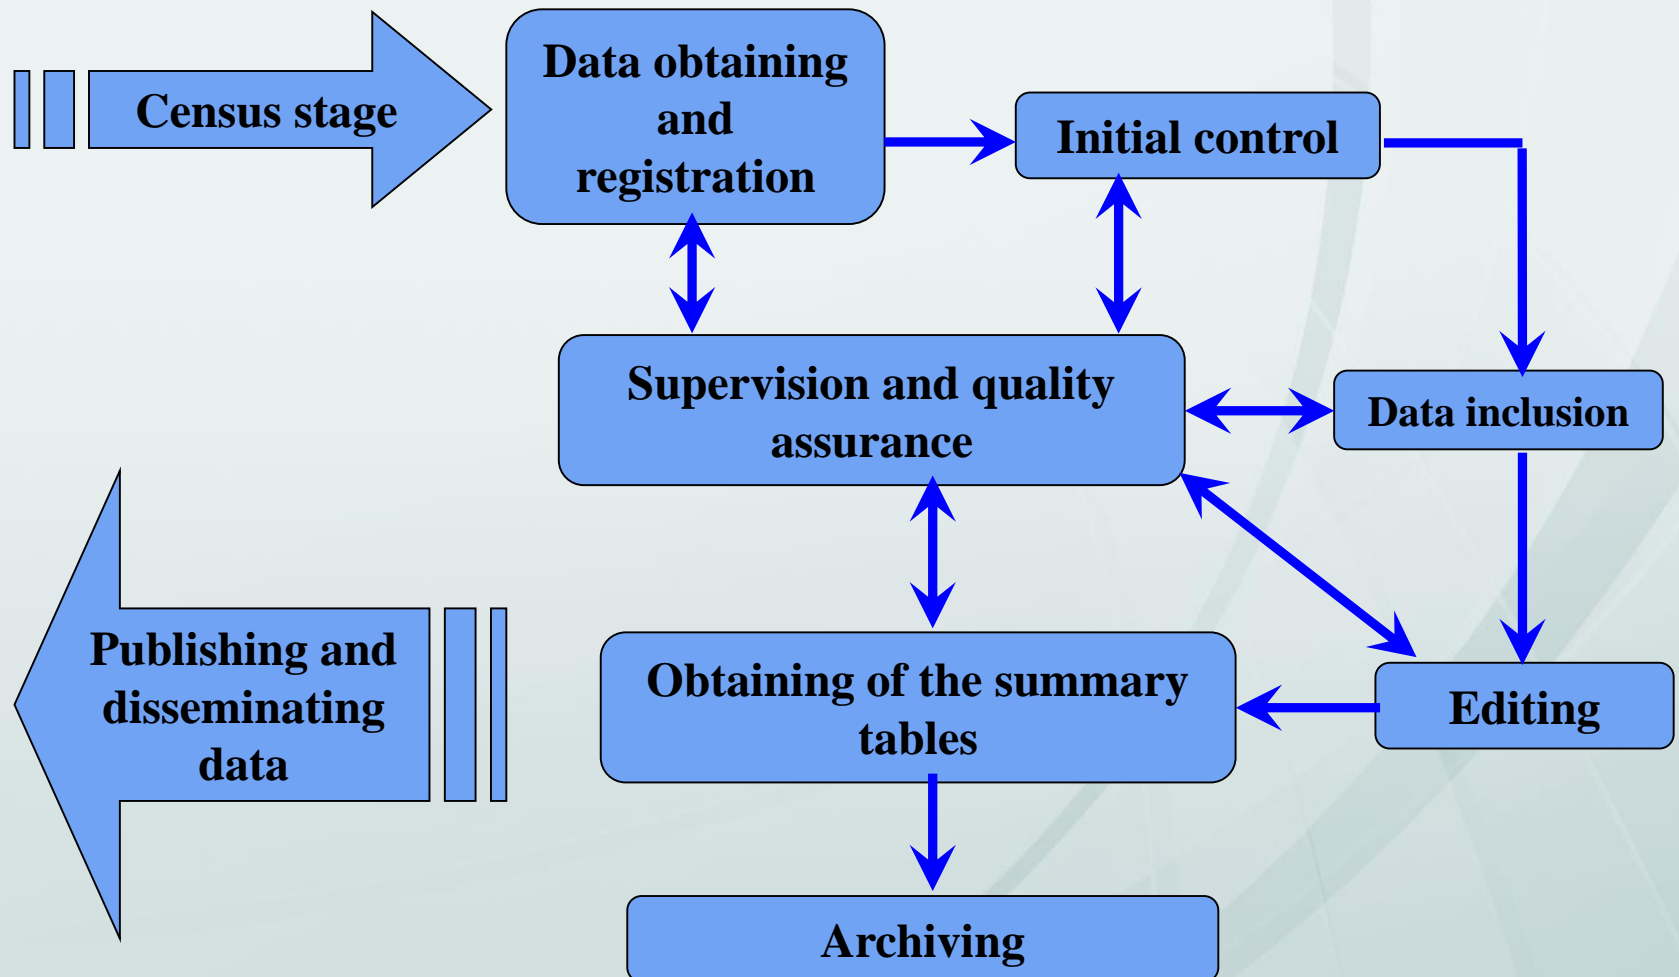 Census stage
Data obtaining
and
registration
Initial control
Supervision and quality
assurance
Data inclusion
Publishing and
disseminating
data
Obtaining of the summary
tables
Editing
Archiving